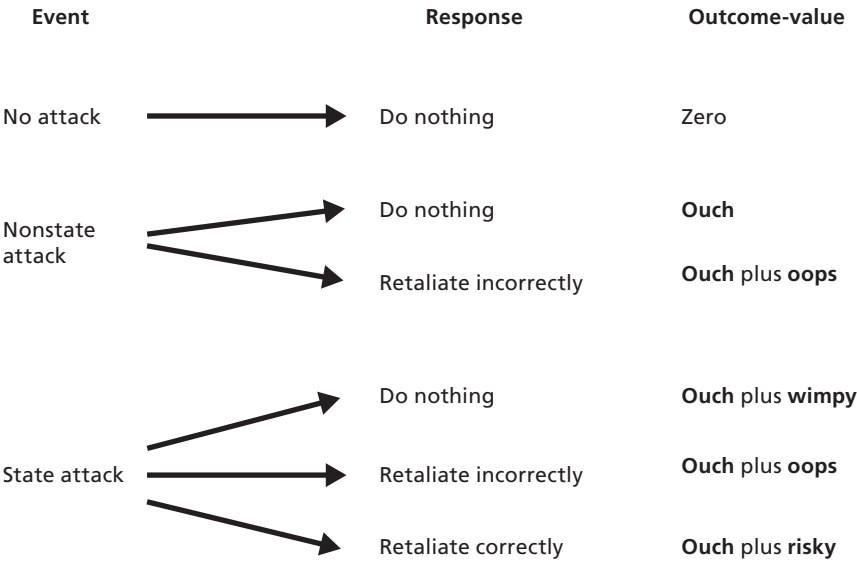 Event Response Outcome-value
No attack Do nothing Zero
Nonstate
attack
Do nothing Ouch
Retaliate incorrectly Ouch plus oops
State attack
Do nothing Ouch plus wimpy
Retaliate incorrectly Ouch plus oops
Retaliate correctly Ouch plus risky